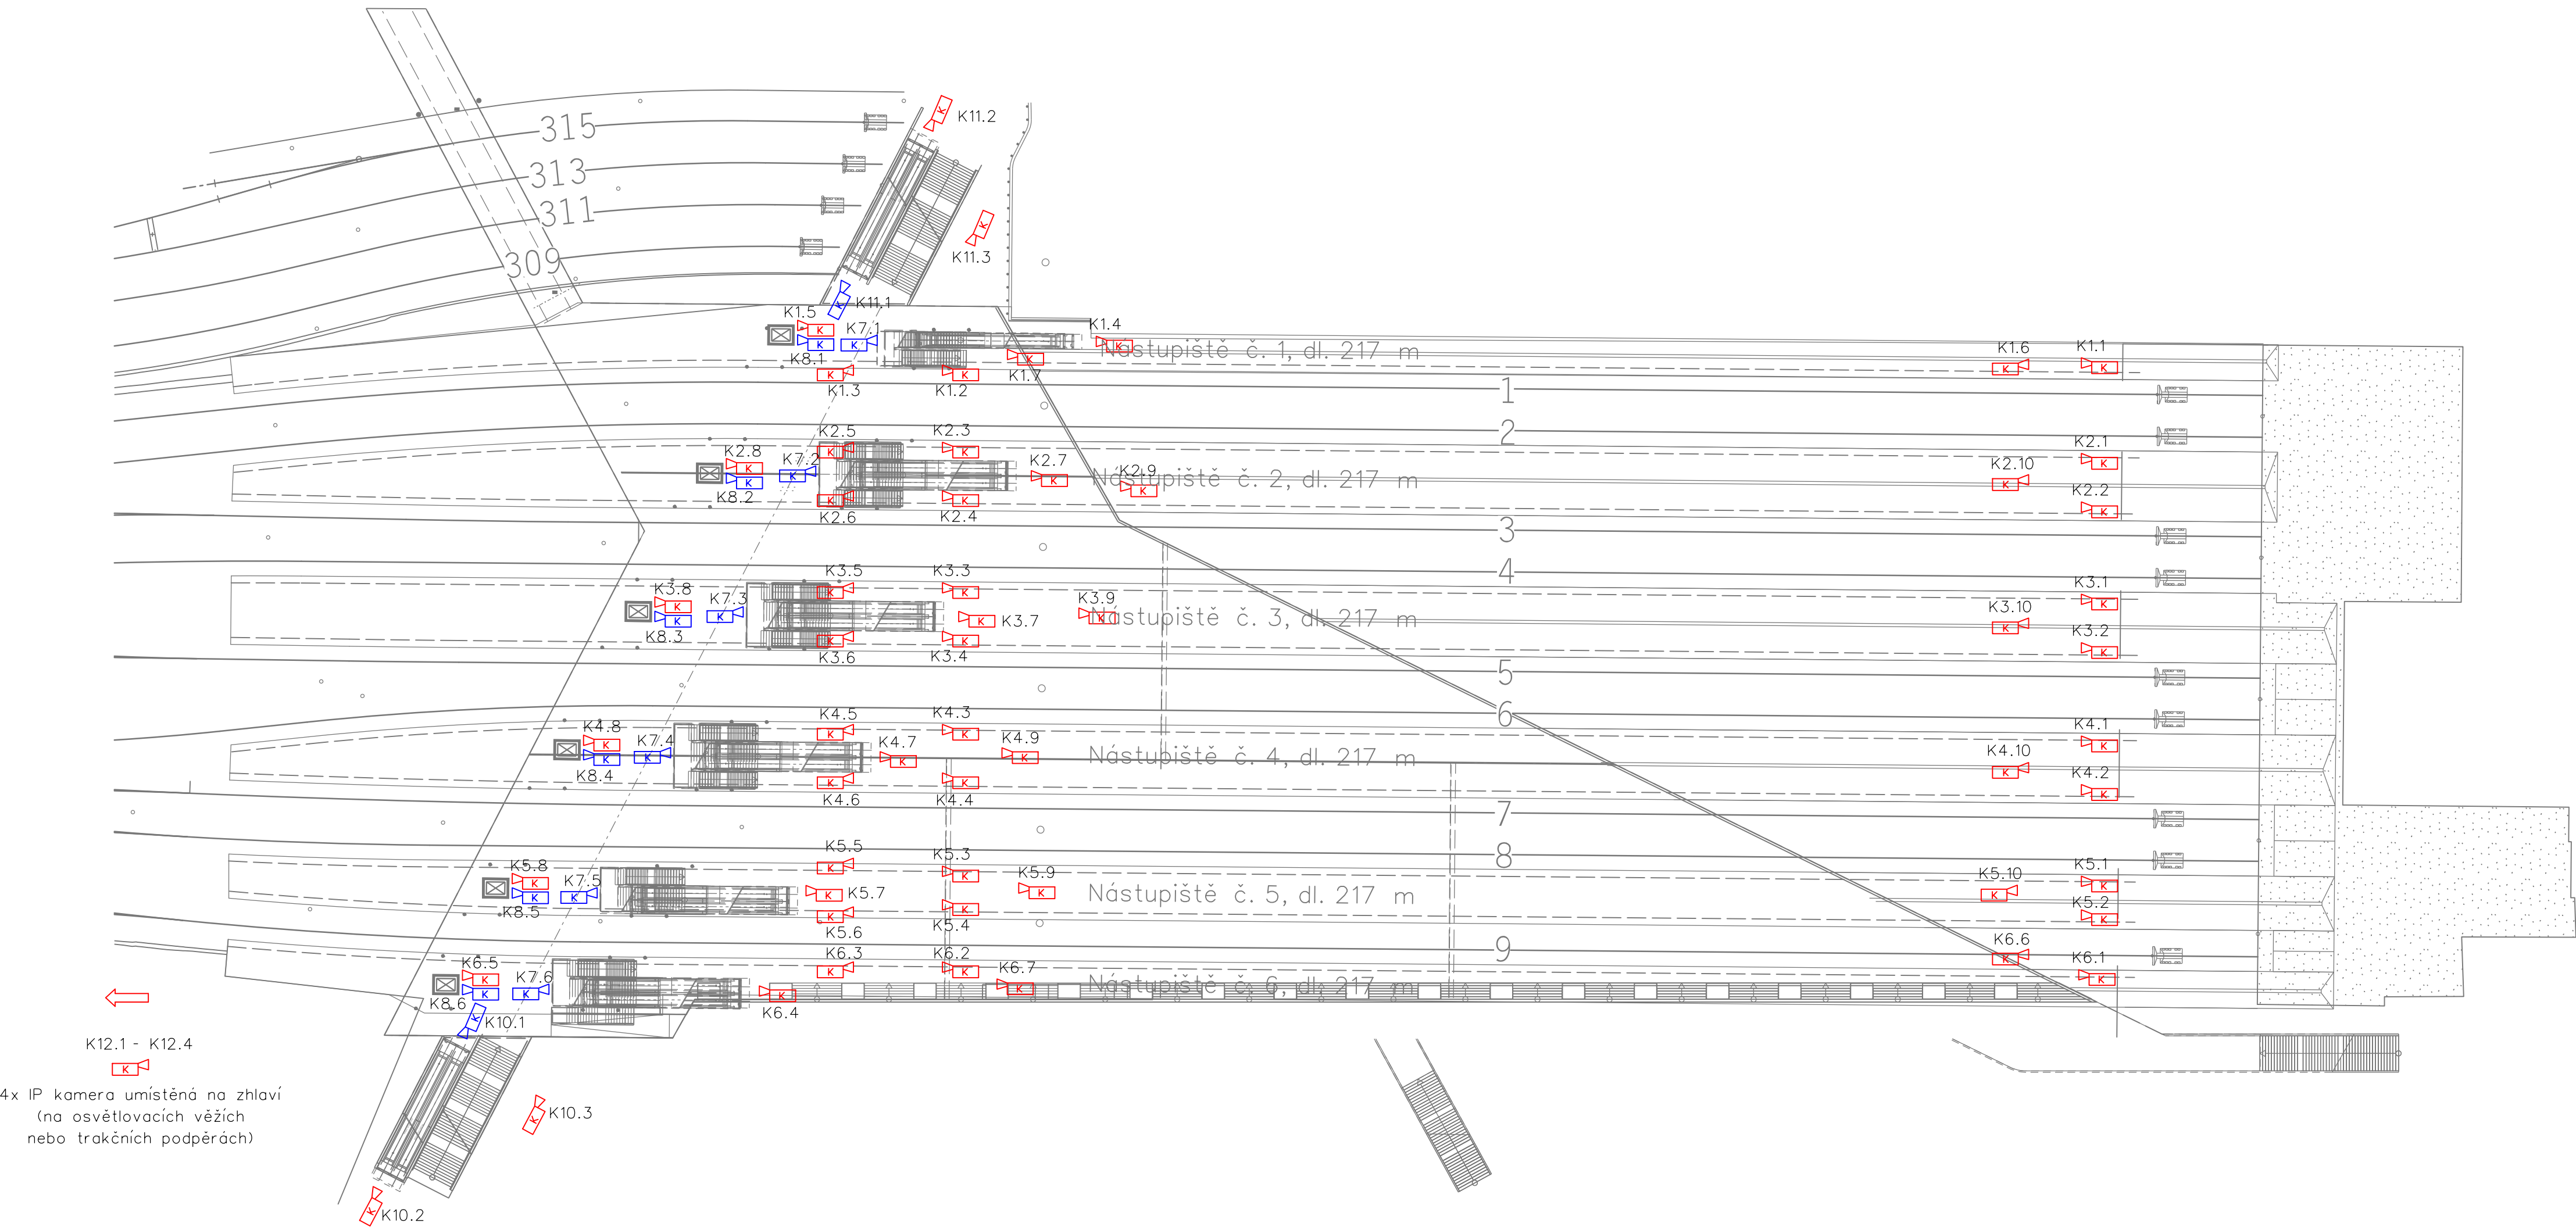 K11.2
315
313
311
K11.3
309
K11.1
K1.5
K7.1
K1.4
Nástupiště č. 1, dl. 217 m
K1.6
K1.1
K8.1
K1.7
K1.3
K1.2
1
K2.5
K2.3
2
K2.1
K2.8
K7.2
K2.7
K2.9
Nástupiště č. 2, dl. 217 m
K2.10
K8.2
K2.2
K2.6
K2.4
3
K3.5
K3.3
4
K3.8
K7.3
K3.9
K3.1
Nástupiště č. 3, dl. 217 m
K3.10
K3.7
K8.3
K3.2
K3.6
K3.4
5
K4.5
K4.3
6
K4.8
K7.4
K4.7
K4.9
K4.1
Nástupiště č. 4, dl. 217 m
K4.10
K8.4
K4.2
K4.6
K4.4
7
K5.5
K5.3
8
K5.8
K7.5
K5.7
K5.9
Nástupiště č. 5, dl. 217 m
K5.10
K5.1
K8.5
K5.2
K5.6
K5.4
9
K6.3
K6.2
K6.6
K6.5
K7.6
K6.7
K6.1
Nástupiště č. 6, dl. 217 m
K8.6
K6.4
K10.1
K12.1 - K12.4
K
4x IP kamera umístěná na zhlaví
(na osvětlovacích věžích
nebo trakčních podpěrách)
K10.3
K10.2